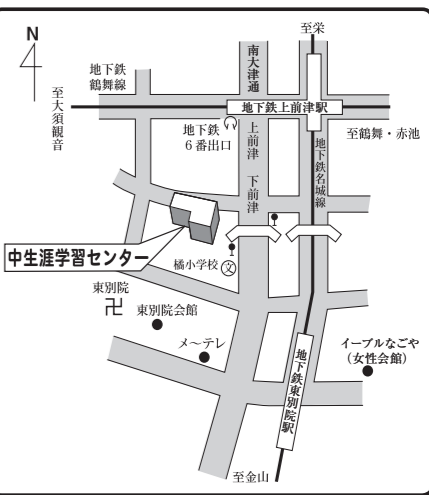 N
至栄
地下鉄
鶴舞線
南大津通
至大須観音
地下鉄上前津駅
地下鉄
6番出口
上前津
下前津
至鶴舞・赤池
地下鉄名城線
中生涯学習センター
橘小学校
文
東別院
卍
東別院会館
メ〜テレ
イーブルなごや
(女性会館)
地下鉄東別院駅
至金山